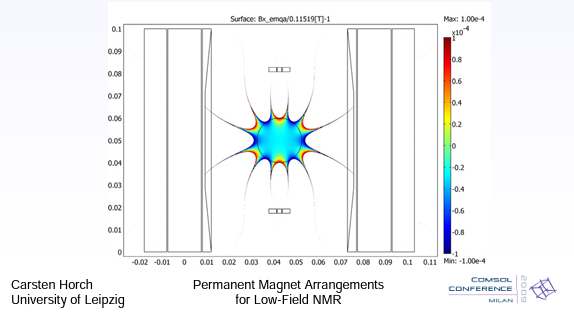 Surface: Bx_emqa/0.11519[T]-1
Max: 1.00e-4
×10⁻⁴
0.1
0.09
0.08
0.07
0.06
0.05
0.04
0.03
0.02
0.01
0
-0.02 -0.01 0 0.01 0.02 0.03 0.04 0.05 0.06 0.07 0.08 0.09 0.1 0.11
1
0.8
0.6
0.4
0.2
0
-0.2
-0.4
-0.6
-0.8
-1
Min: -1.00e-4
Carsten Horch
University of Leipzig
Permanent Magnet Arrangements
for Low-Field NMR
COMSOL
CONFERENCE
MILAN
2009